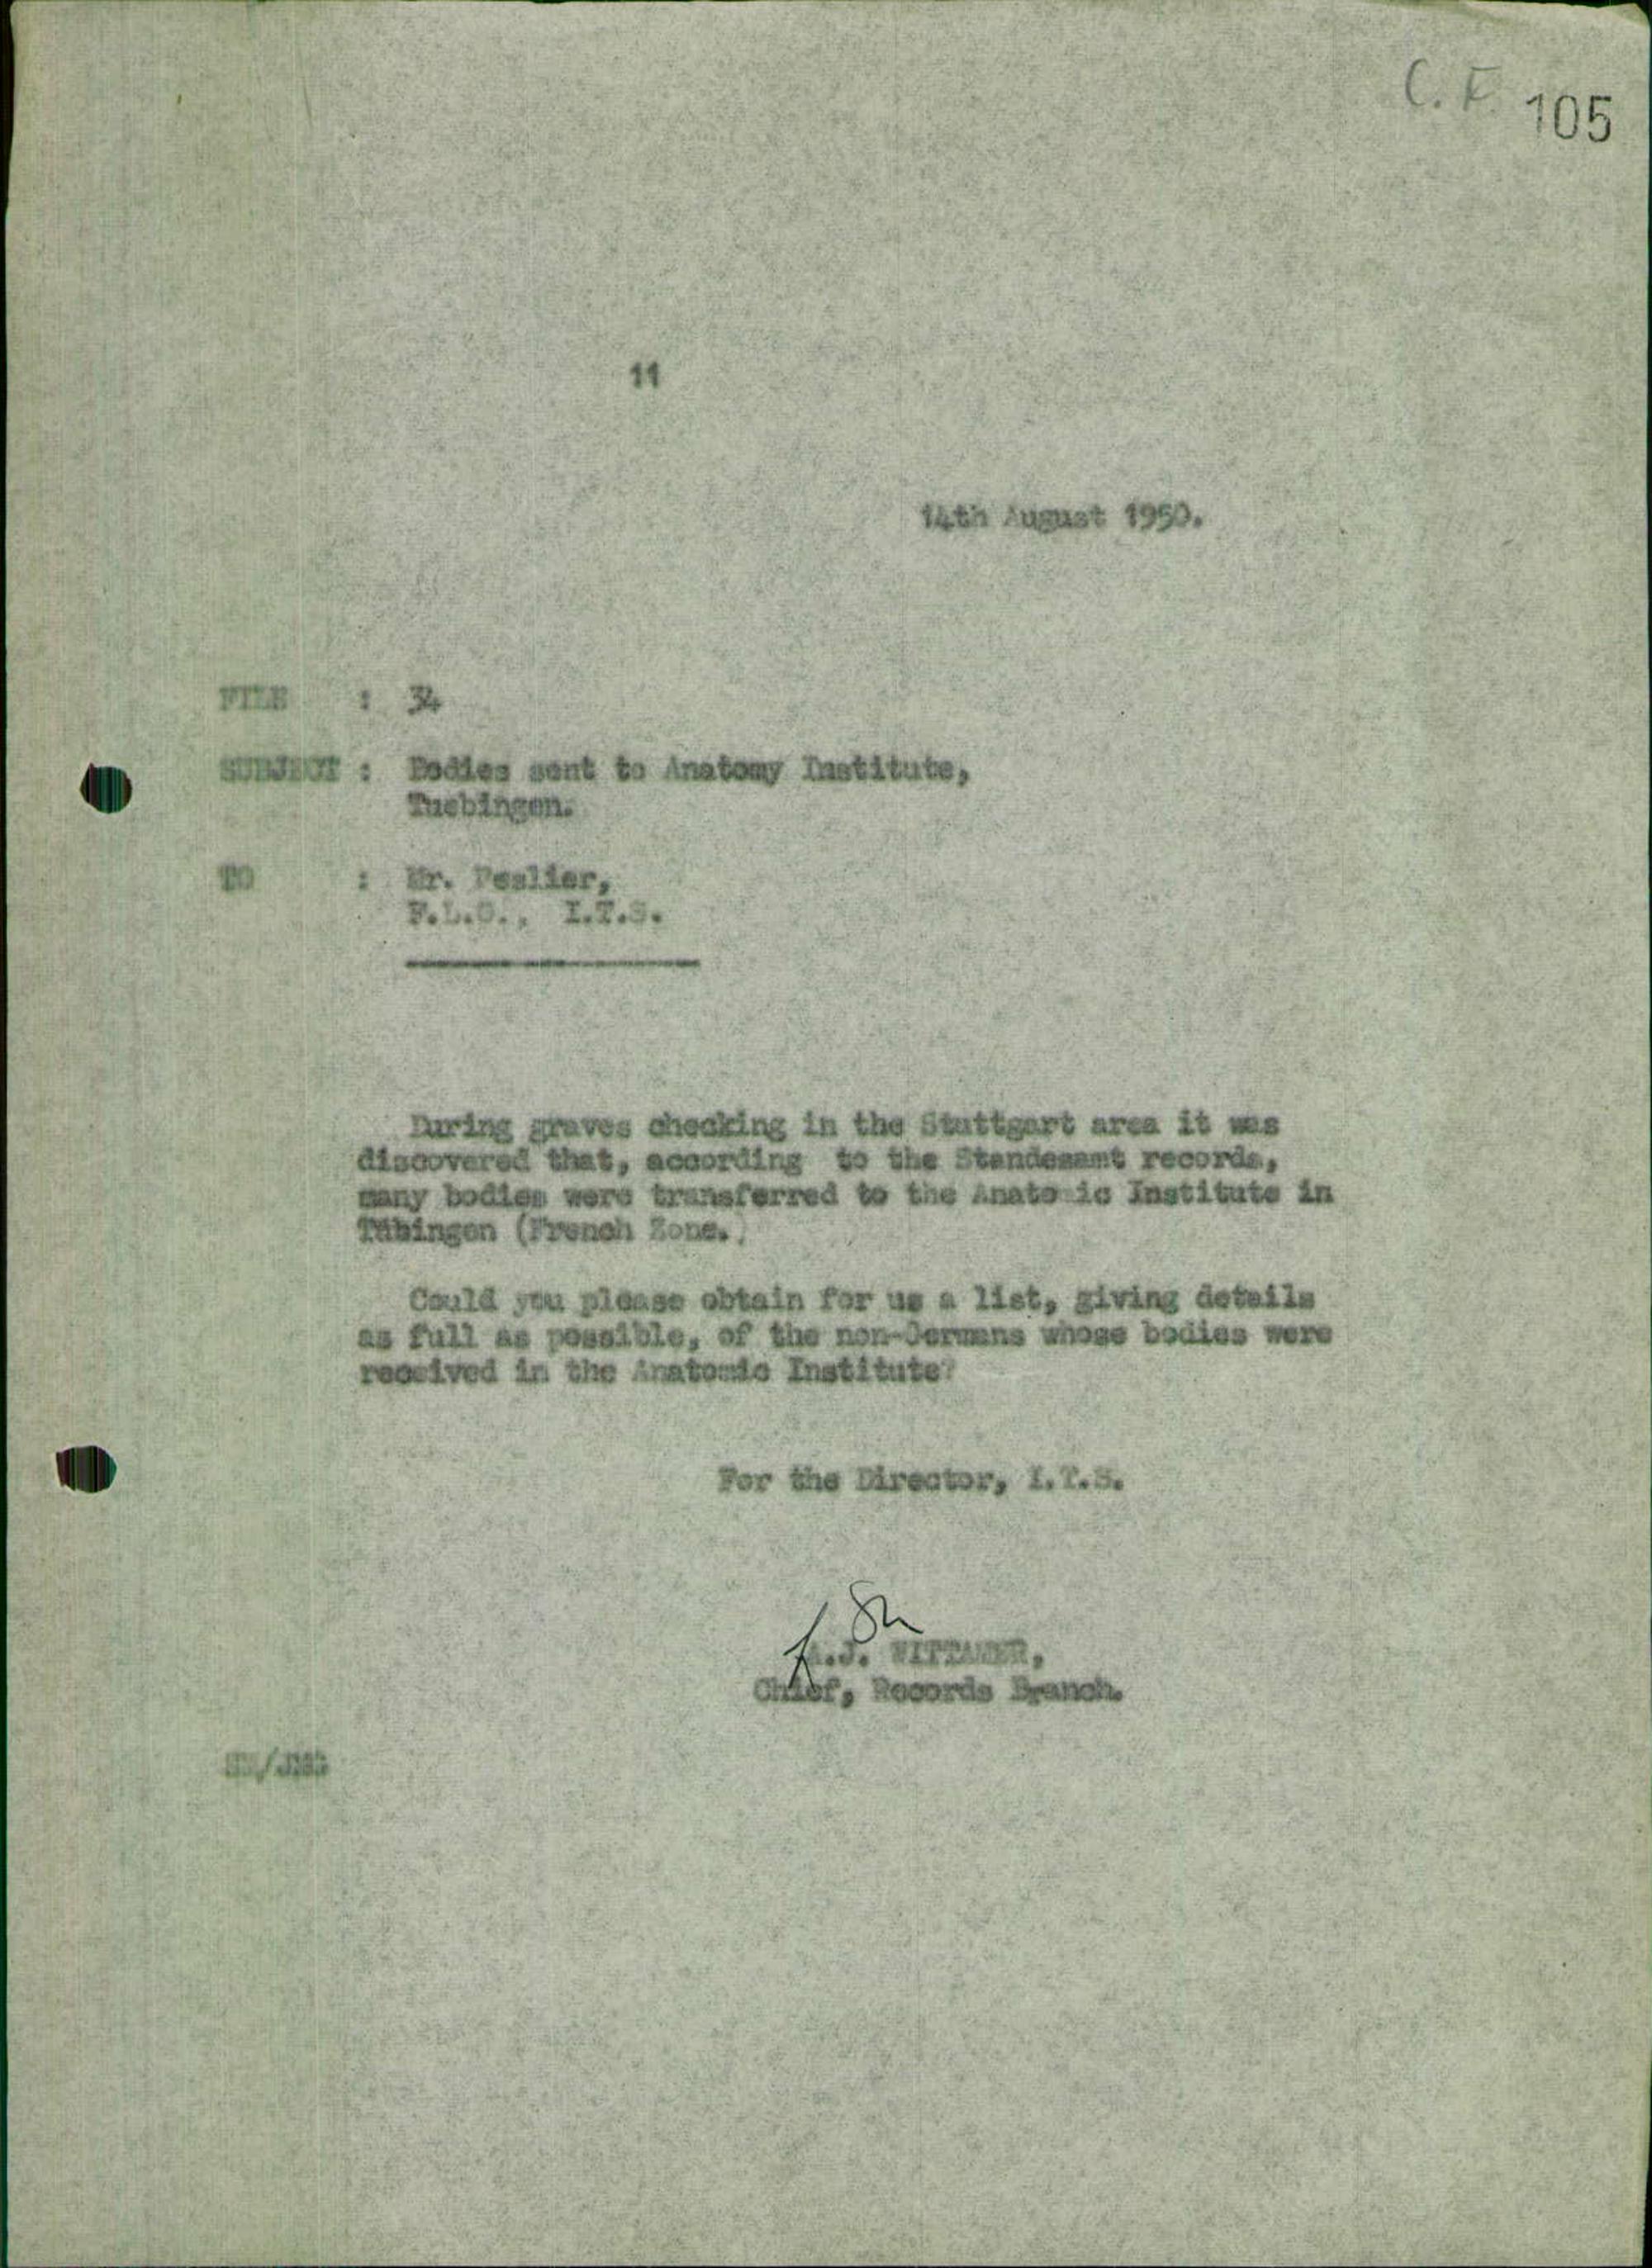 C. F. 105
11
14th August 1950.
FILE : 34
SUBJECT : Bodies sent to Anatomy Institute,
Tuebingen.
TO : Mr. Peslier,
F.L.O., I.T.S.
During graves checking in the Stuttgart area it was
discovered that, according to the Standesamt records,
many bodies were transferred to the Anato ic Institute in
Tübingen (French Zone.)
Could you please obtain for us a list, giving details
as full as possible, of the non-Germans whose bodies were
received in the Anatomic Institute?
For the Director, I.T.S.
A.J. WITTAMER,
Chief, Records Branch.